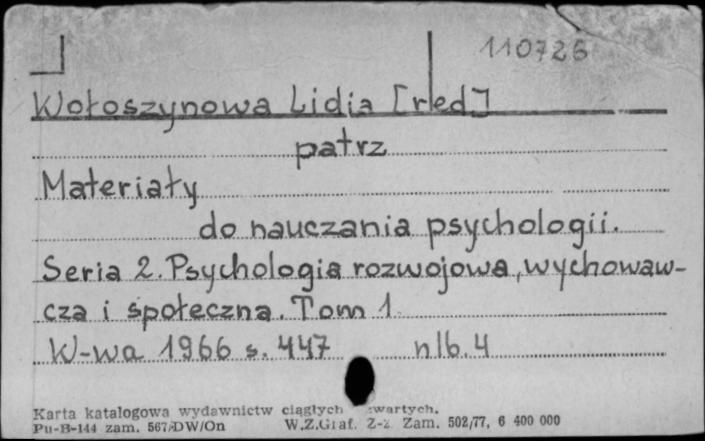 110726
Wołoszynowa Lidia [red]
patrz
Materiały
do nauczania psychologii.
Seria 2. Psychologia rozwojowa, wychowaw-
cza i społeczna. Tom 1
W-wa 1966 s. 447 nlb. 4
Karta katalogowa wydawnictw ciągłych zwartych.
Pu-B-144 zam. 567/DW/On W.Z.Graf. Z-z Zam. 502/77, 6 400 000